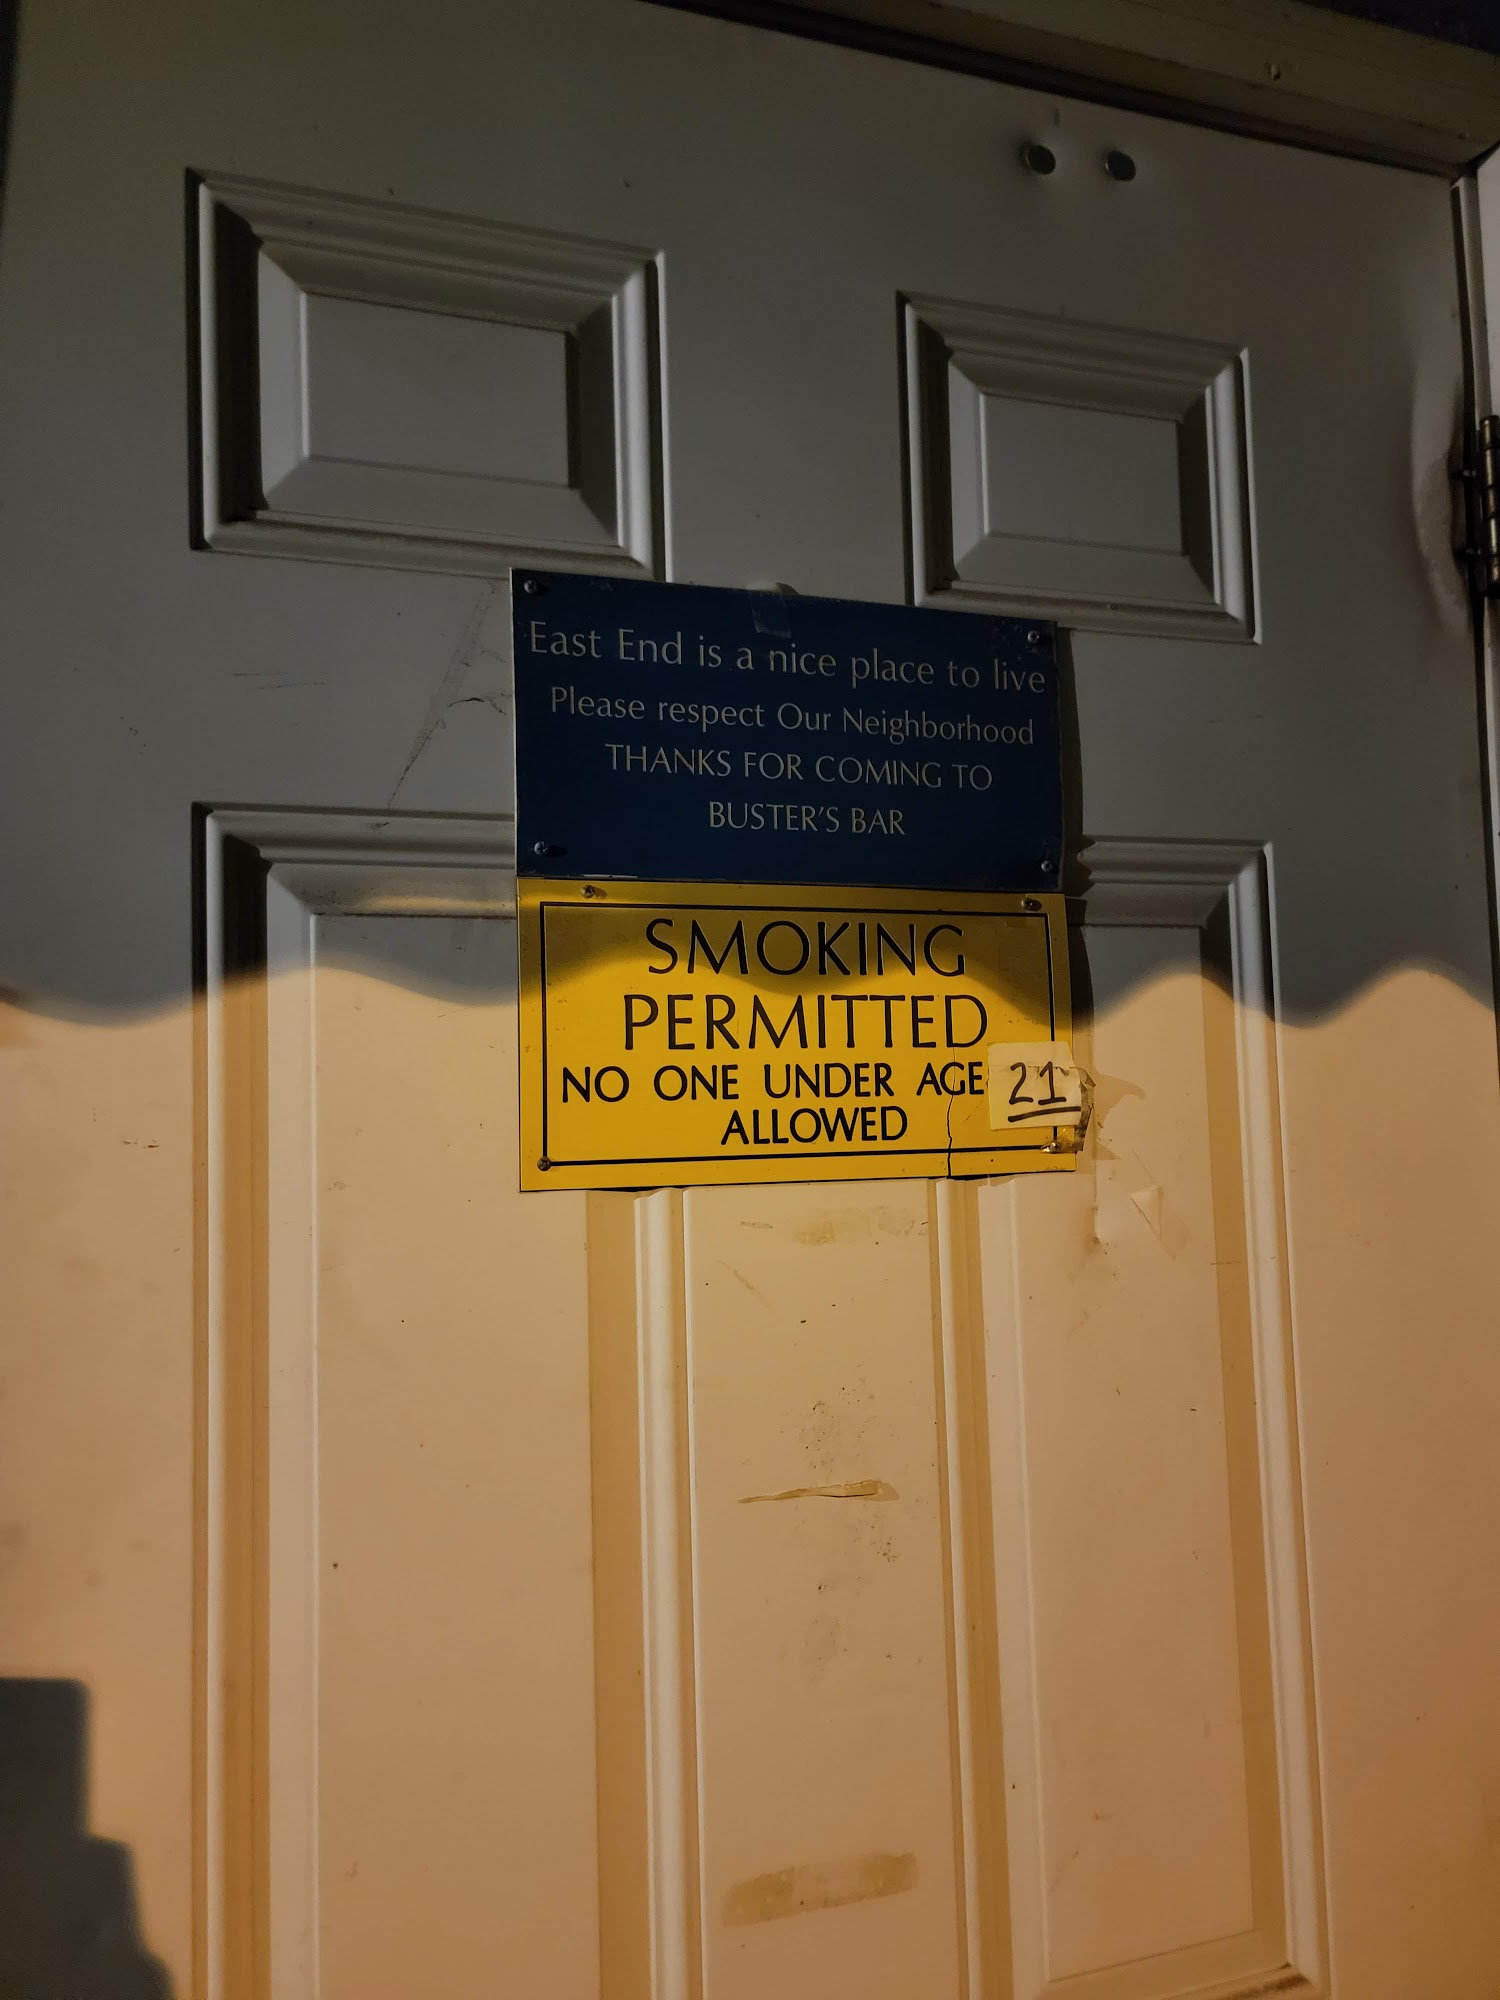 East End is a nice place to live
Please respect Our Neighborhood
THANKS FOR COMING TO
BUSTER'S BAR
SMOKING
PERMITTED
NO ONE UNDER AGE 21
ALLOWED